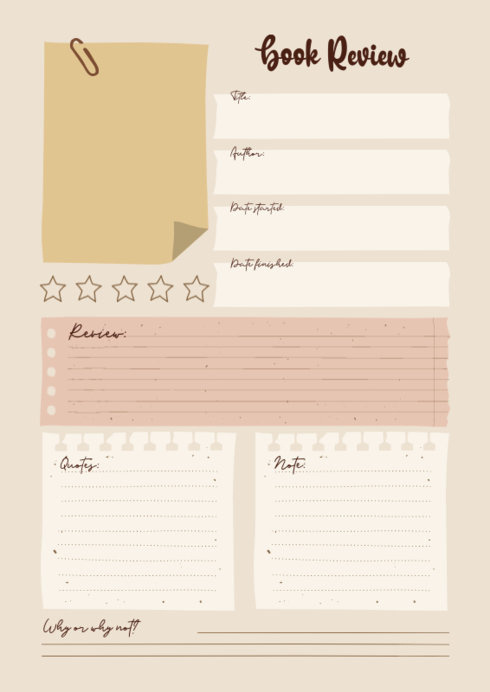 Book Review
Title:
Author:
Date started:
Date finished:
Review:
Quotes:
Note:
Why or why not?